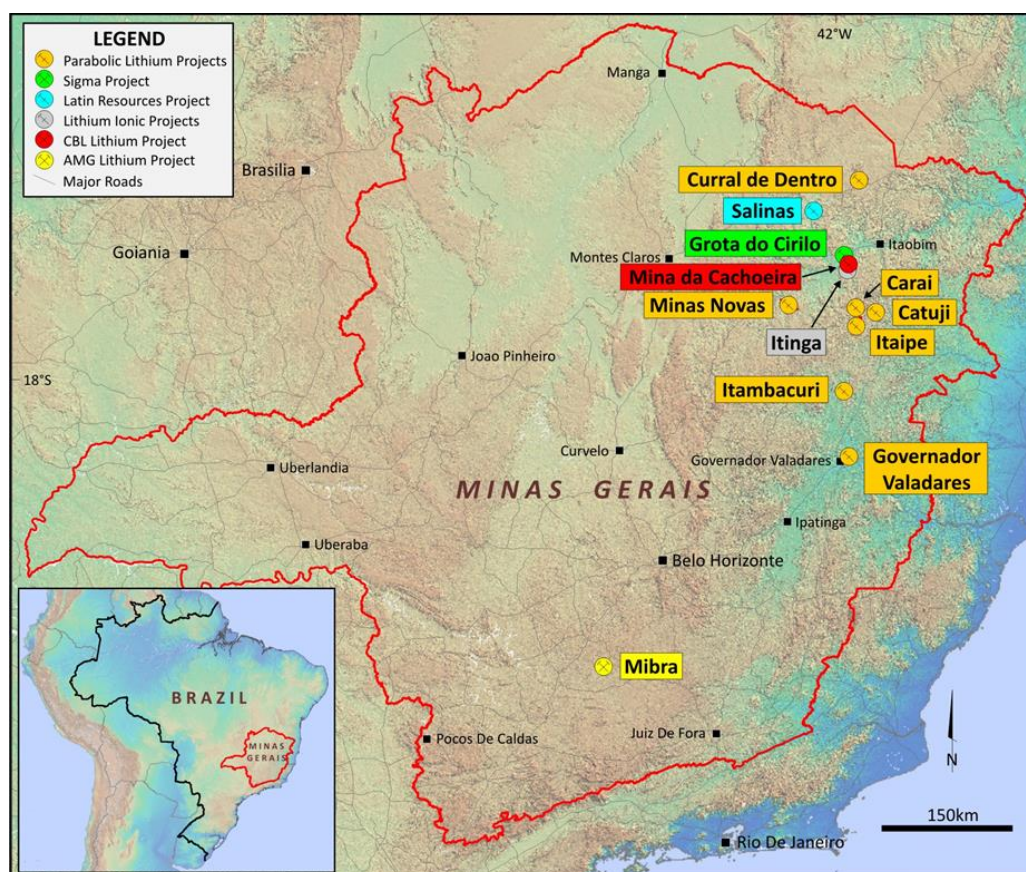 LEGEND
Parabolic Lithium Projects
Sigma Project
Latin Resources Project
Lithium Ionic Projects
CBL Lithium Project
AMG Lithium Project
Major Roads
42°W
Manga
Brasilia
Curral de Dentro
Salinas
Goiania
Grota do Cirilo
Itaobim
Montes Claros
Mina da Cachoeira
Carai
Minas Novas
Catuji
Itinga
Itaipe
Joao Pinheiro
18°S
Itambacuri
Curvelo
Governador Valadares
Governador
Valadares
Uberlandia
MINAS GERAIS
Ipatinga
Uberaba
Belo Horizonte
Mibra
BRAZIL
MINAS
GERAIS
Pocos De Caldas
Juiz De Fora
N
150km
Rio De Janeiro